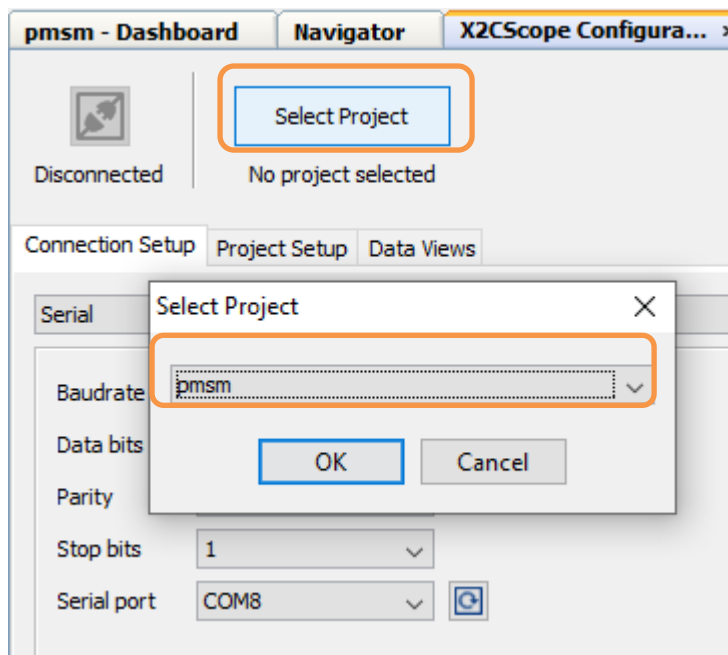 pmsm - Dashboard
Navigator
X2CScope Configura...
Select Project
Disconnected
No project selected
Connection Setup
Project Setup
Data Views
Serial
Select Project
pmsm
Baudrate
Data bits
OK
Cancel
Parity
Stop bits
1
Serial port
COM8